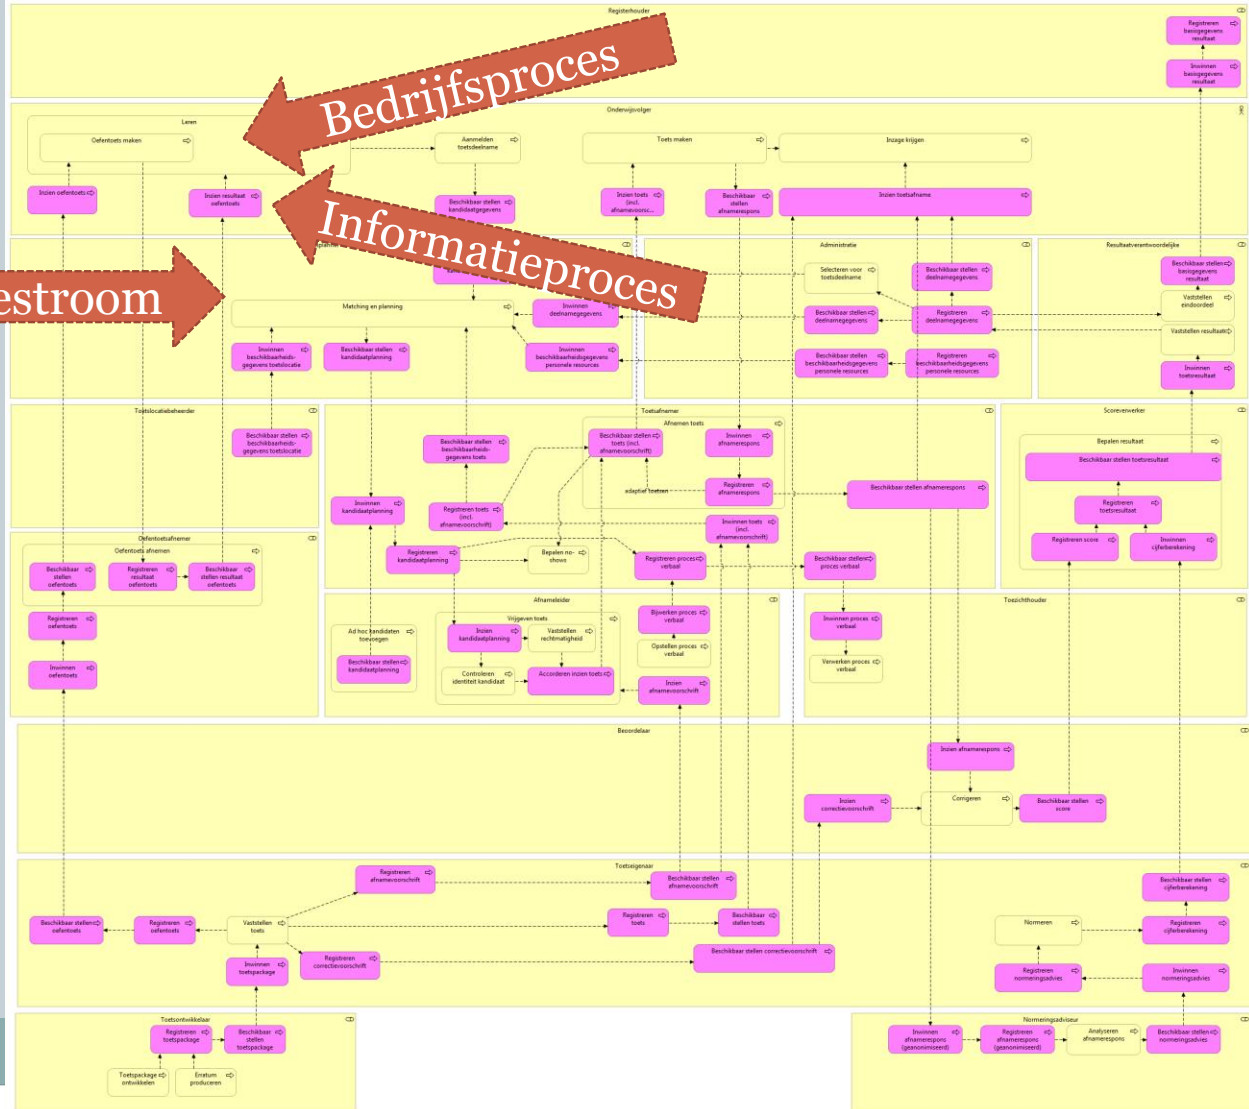 Registerhouder
Registreren
basisgegevens
resultaat
Inwinnen
basisgegevens
resultaat
Bedrijfsproces
Onderwijsvolger
Leren
Oefentoets maken
Aanmelden
toetsdeelname
Toets maken
Inzage krijgen
Inzien oefentoets
Inzien resultaat
oefentoets
Beschikbaar stellen
kandidaatgegevens
Inzien toets
(incl.
afnamevoorsc...
Beschikbaar
stellen
afnamerespons
Inzien toetsafname
Informatieproces
estroom
Administratie
Resultaatverantwoordelijke
Selecteren voor
toetsdeelname
Beschikbaar stellen
deelnamegegevens
Beschikbaar stellen
basisgegevens
resultaat
Matching en planning
Inwinnen
deelnamegegevens
Beschikbaar stellen
deelnamegegevens
Registreren
deelnamegegevens
Vaststellen
eindoordeel
Vaststellen resultaat
Inwinnen
beschikbaarheids-
gegevens toetslocatie
Beschikbaar stellen
kandidaatplanning
Inwinnen
beschikbaarheidsgegevens
personele resources
Beschikbaar stellen
beschikbaarheidsgegevens
personele resources
Registreren
beschikbaarheidsgegevens
personele resources
Inwinnen
toetsresultaat
Toetslocatiebeheerder
Beschikbaar stellen
beschikbaarheids-
gegevens toetslocatie
Toetsafnemer
Afnemen toets
Beschikbaar stellen
beschikbaarheids-
gegevens toets
Beschikbaar stellen
toets (incl.
afnamevoorschrift)
Inwinnen
afnamerespons
adaptief toetsen
Registreren
afnamerespons
Beschikbaar stellen afnamerespons
Inwinnen
kandidaatplanning
Registreren toets
(incl.
afnamevoorschrift)
Inwinnen toets
(incl.
afnamevoorschrift)
Registreren
kandidaatplanning
Bepalen no-
shows
Registreren proces
verbaal
Beschikbaar stellen
proces verbaal
Scoreverwerker
Bepalen resultaat
Beschikbaar stellen toetsresultaat
Registreren
toetsresultaat
Registreren score
Inwinnen
cijferberekening
Oefentoetsafnemer
Oefentoets afnemen
Beschikbaar
stellen
oefentoets
Registreren
resultaat
oefentoets
Beschikbaar
stellen resultaat
oefentoets
Registreren
oefentoets
Inwinnen
oefentoets
Afnameleider
Ad hoc kandidaten
toevoegen
Beschikbaar stellen
kandidaatplanning
Vrijgeven toets
Inzien
kandidaatplanning
Vaststellen
rechtmatigheid
Controleren
identiteit kandidaat
Accorderen inzien toets
Bijwerken proces
verbaal
Opstellen proces
verbaal
Inzien
afnamevoorschrift
Toezichthouder
Inwinnen proces
verbaal
Verwerken proces
verbaal
Beoordelaar
Inzien afnamerespons
Inzien
correctievoorschrift
Corrigeren
Beschikbaar stellen
score
Toetseigenaar
Registreren
afnamevoorschrift
Beschikbaar stellen
afnamevoorschrift
Beschikbaar stellen
cijferberekening
Beschikbaar stellen
oefentoets
Registreren
oefentoets
Vaststellen
toets
Registreren
toets
Beschikbaar
stellen toets
Normeren
Registreren
cijferberekening
Inwinnen
toetspackage
Registreren
correctievoorschrift
Beschikbaar stellen correctievoorschrift
Registreren
normeringsadvies
Inwinnen
normeringsadvies
Toetsontwikkelaar
Registreren
toetspackage
Beschikbaar
stellen
toetspackage
Toetspackage
ontwikkelen
Erratum
produceren
Normeringsadviseur
Inwinnen
afnamerespons
(geanonimiseerd)
Registreren
afnamerespons
(geanonimiseerd)
Analyseren
afnamerespons
Beschikbaar stellen
normeringsadvies